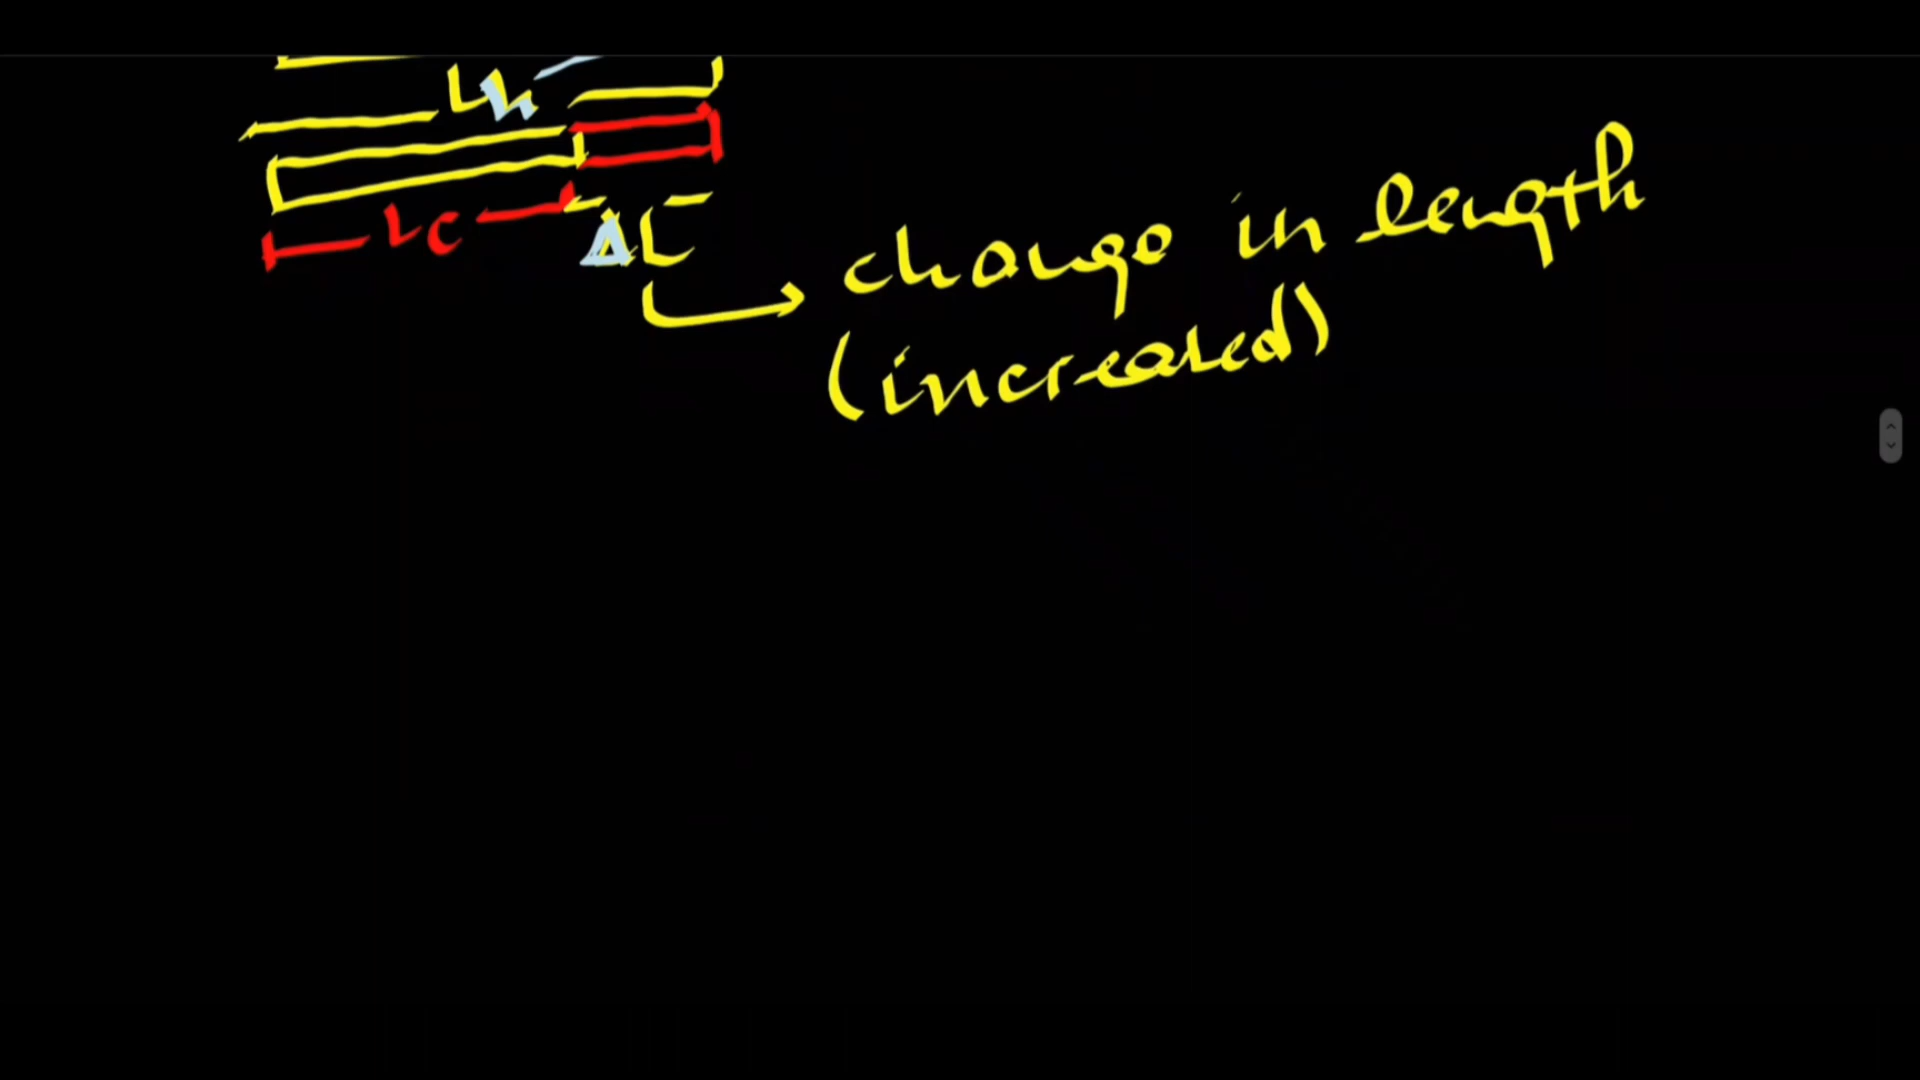 Lh
Lc
ΔL
change in length
(increased)